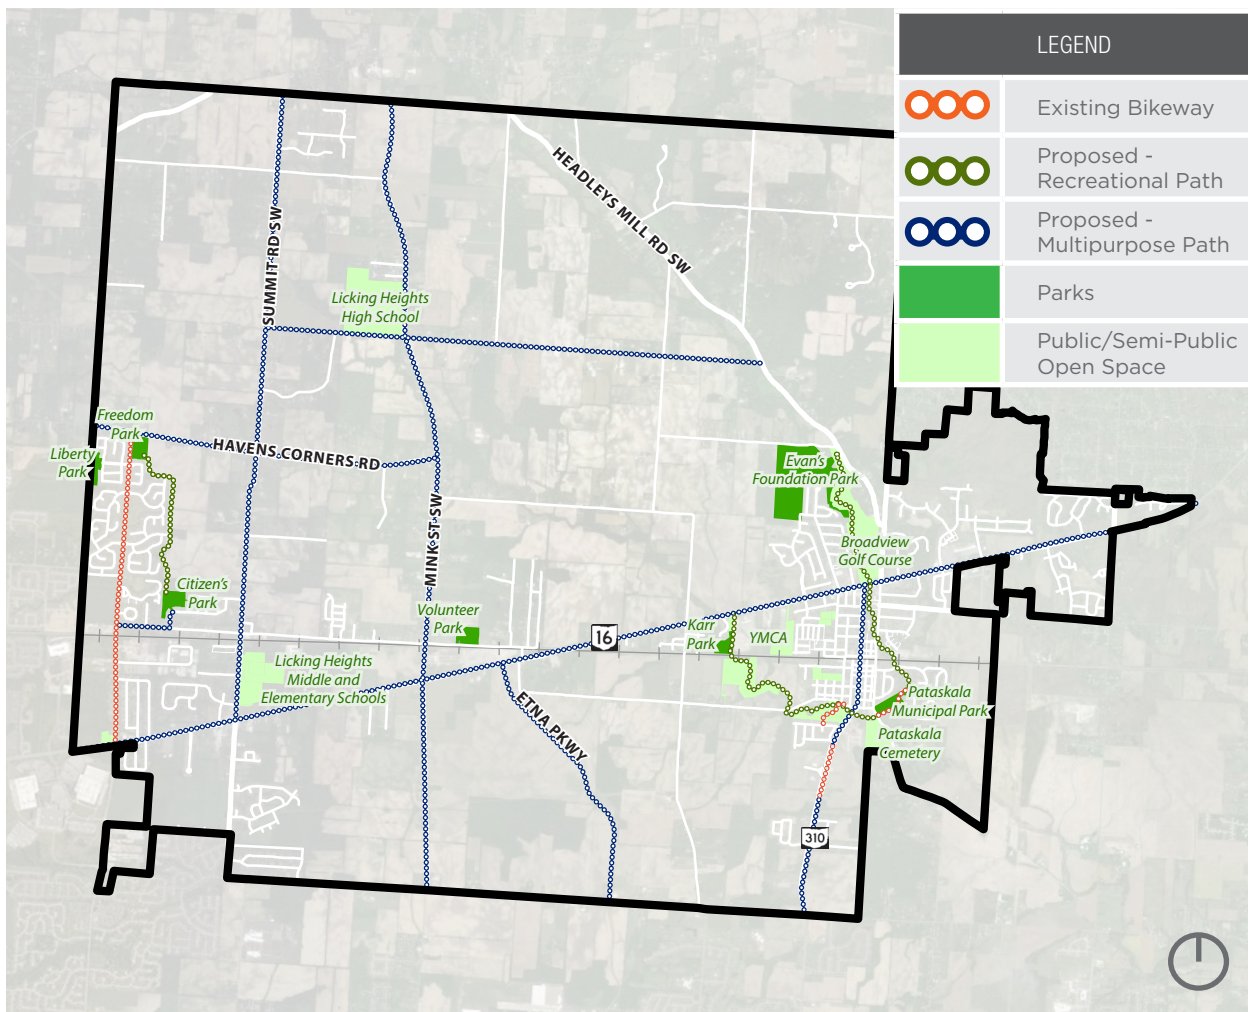 LEGEND
Existing Bikeway
Proposed -
Recreational Path
Proposed -
Multipurpose Path
Parks
Public/Semi-Public
Open Space
HEADLEYS MILL RD SW
SUMMIT RD SW
Licking Heights
High School
Freedom
Park
HAVENS CORNERS RD
Liberty
Park
Evan's
Foundation Park
MINK ST SW
Broadview
Golf Course
Citizen's
Park
Volunteer
Park
16
Karr
Park
YMCA
Licking Heights
Middle and
Elementary Schools
ETNA PKWY
Pataskala
Municipal Park
Pataskala
Cemetery
310